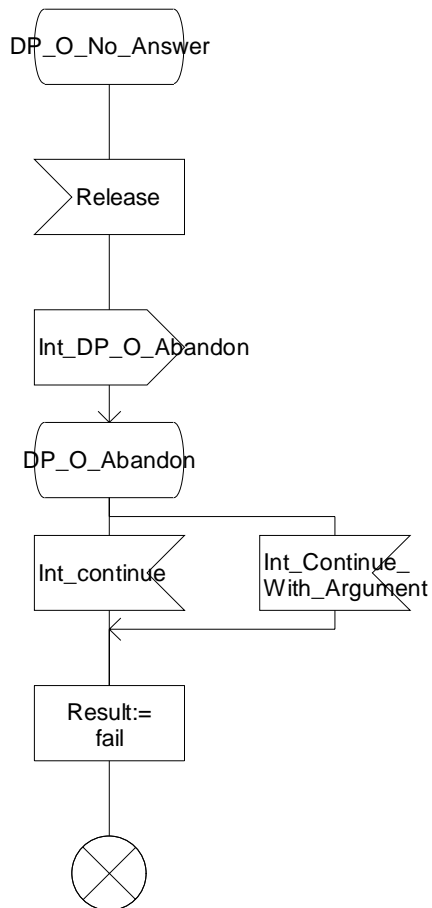 DP_O_No_Answer
Release
Int_DP_O_Abandon
DP_O_Abandon
Int_continue
Int_Continue_
With_Argument
Result:=
fail